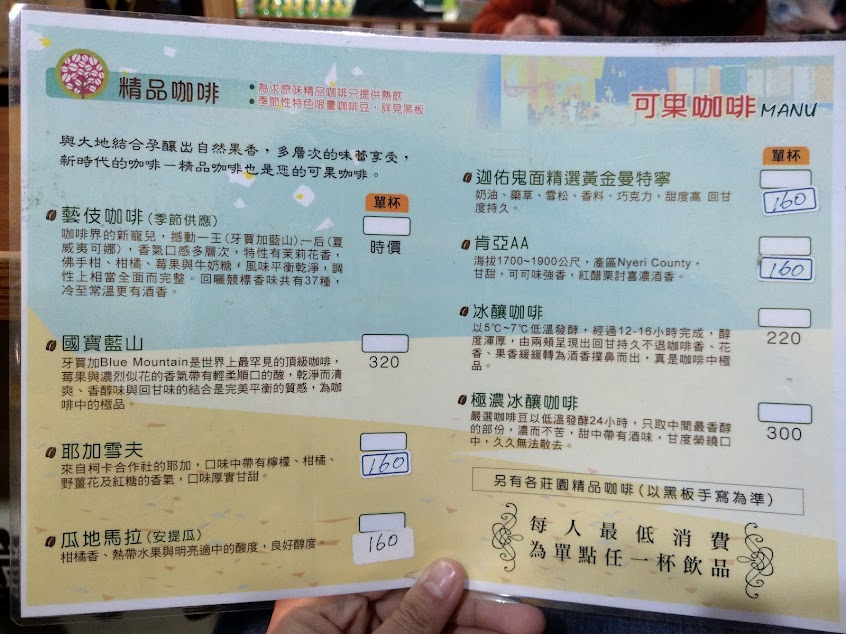 精品咖啡
•為求原味精品咖啡只提供熱飲
•季節性特色限量咖啡豆，詳見黑板
與大地結合孕釀出自然果香，多層次的味蕾享受，
新時代的咖啡－精品咖啡也是您的可果咖啡。
單杯
藝伎咖啡(季節供應)
咖啡界的新寵兒，撼動一王(牙買加藍山)一后(夏
威夷可娜)，香氣口感多層次，特性有茉莉花香，
佛手柑、柑橘、莓果與牛奶糖，風味平衡乾淨，調
性上相當全面而完整。回曬競標香味共有37種，
冷至常溫更有酒香。
時價
國寶藍山
牙買加Blue Mountain是世界上最罕見的頂級咖啡，
莓果與濃烈似花的香氣帶有輕柔順口的酸，乾淨而清
爽、香醇味與回甘味的結合是完美平衡的質感，為咖
啡中的極品。
320
耶加雪夫
來自柯卡合作社的耶加，口味中帶有檸檬、柑橘、
野薑花及紅糖的香氣，口味厚實甘甜。
160
瓜地馬拉(安提瓜)
柑橘香、熱帶水果與明亮適中的酸度，良好醇度。
160
可果咖啡 MANU
單杯
迦佑鬼面精選黃金曼特寧
奶油、藥草、雪松、香料、巧克力，甜度高 回甘
度持久。
160
肯亞AA
海拔1700~1900公尺，產區Nyeri County，
甘甜，可可味強香，紅醋栗討喜濃酒香。
160
冰釀咖啡
以5℃~7℃低溫發酵，經過12-16小時完成，醇
度渾厚，由兩頰呈現出回甘持久不退咖啡香、花
香、果香緩緩轉為酒香撲鼻而出，真是咖啡中極
品。
220
極濃冰釀咖啡
嚴選咖啡豆以低溫發酵24小時，只取中間最香醇
的部份，濃而不苦，甜中帶有酒味，甘度縈繞口
中，久久無法散去。
300
另有各莊園精品咖啡(以黑板手寫為準)
每人最低消費
為單點任一杯飲品